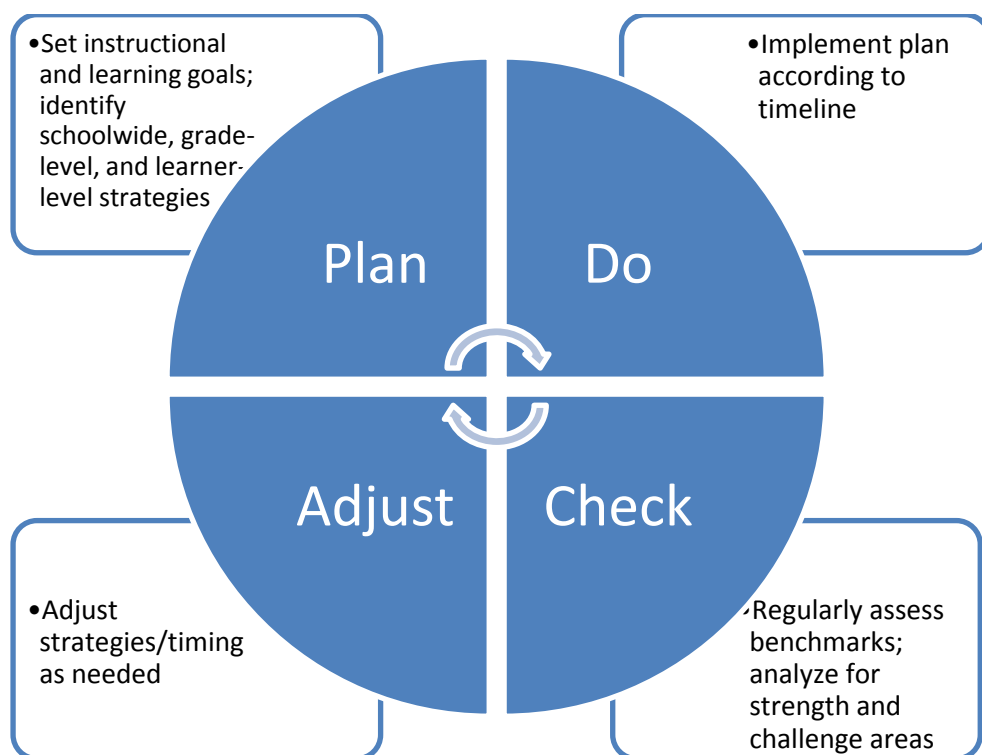 •Set instructional
and learning goals;
identify
schoolwide, grade-
level, and learner-
level strategies
•Implement plan
according to
timeline
Plan
Do
Adjust
Check
•Adjust
strategies/timing
as needed
•Regularly assess
benchmarks;
analyze for
strength and
challenge areas